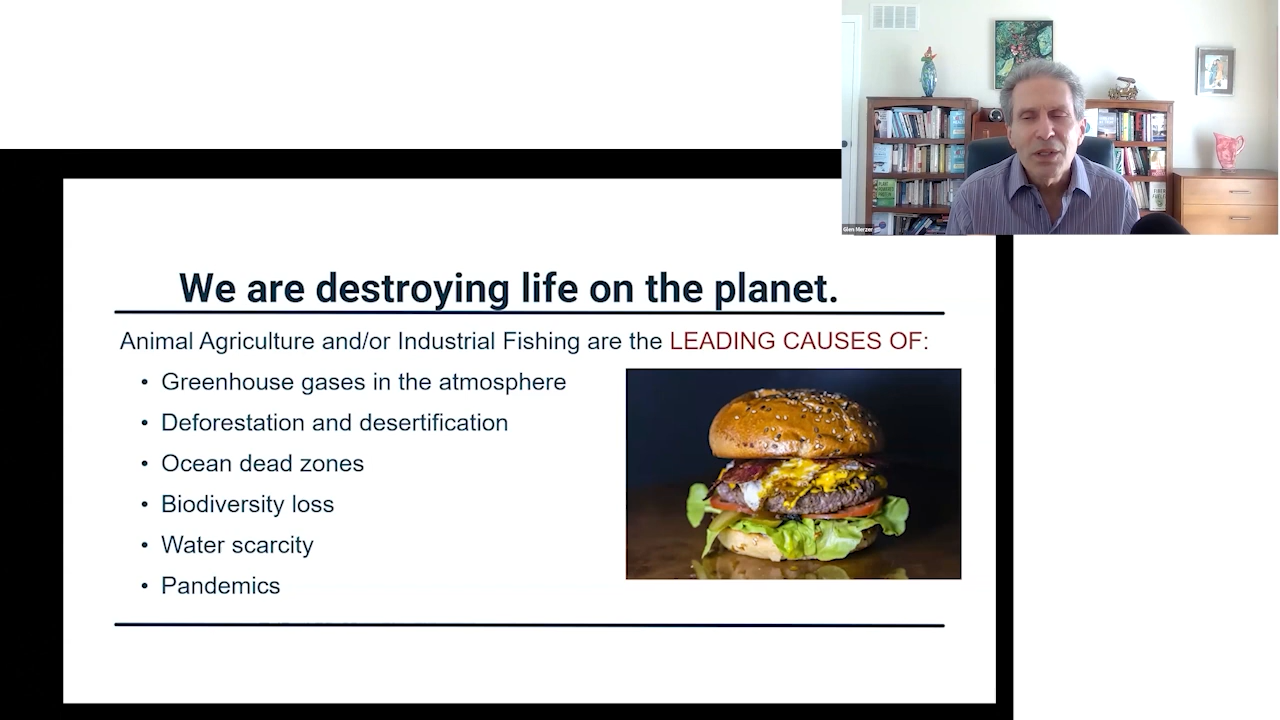 Glen Merzer
We are destroying life on the planet.
Animal Agriculture and/or Industrial Fishing are the LEADING CAUSES OF:
• Greenhouse gases in the atmosphere
• Deforestation and desertification
• Ocean dead zones
• Biodiversity loss
• Water scarcity
• Pandemics